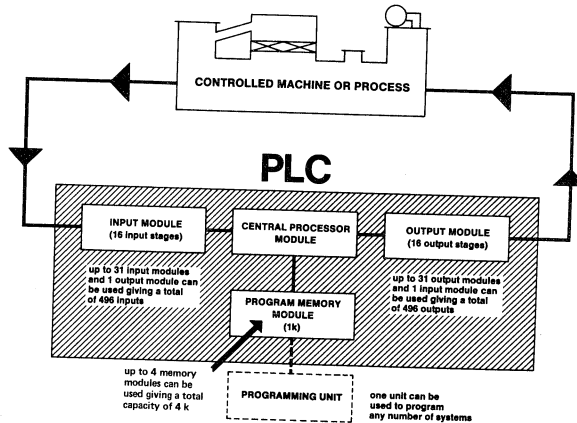 CONTROLLED MACHINE OR PROCESS
PLC
INPUT MODULE
(16 input stages)
CENTRAL PROCESSOR
MODULE
OUTPUT MODULE
(16 output stages)
up to 31 input modules
and 1 output module can
be used giving a total
of 496 inputs
up to 31 output modules
and 1 input module can
be used giving a total
of 496 outputs
PROGRAM MEMORY
MODULE
(1k)
up to 4 memory
modules can be
used giving a total
capacity of 4 k
PROGRAMMING UNIT
one unit can be
used to program
any number of systems